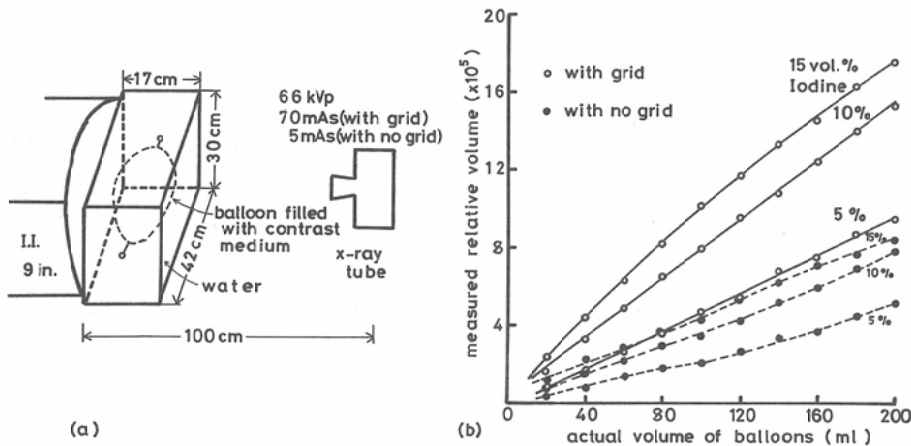 17cm
30cm
42cm
100cm
66 kVp
70mAs(with grid)
5mAs(with no grid)
balloon filled
with contrast
medium
water
x-ray
tube
I.I.
9 in.
(a)
measured relative volume (x10⁵)
20
16
12
8
4
0
40
80
120
160
200
actual volume of balloons (ml)
with grid
with no grid
15 vol.%
Iodine
10%
5%
15%
10%
5%
(b)